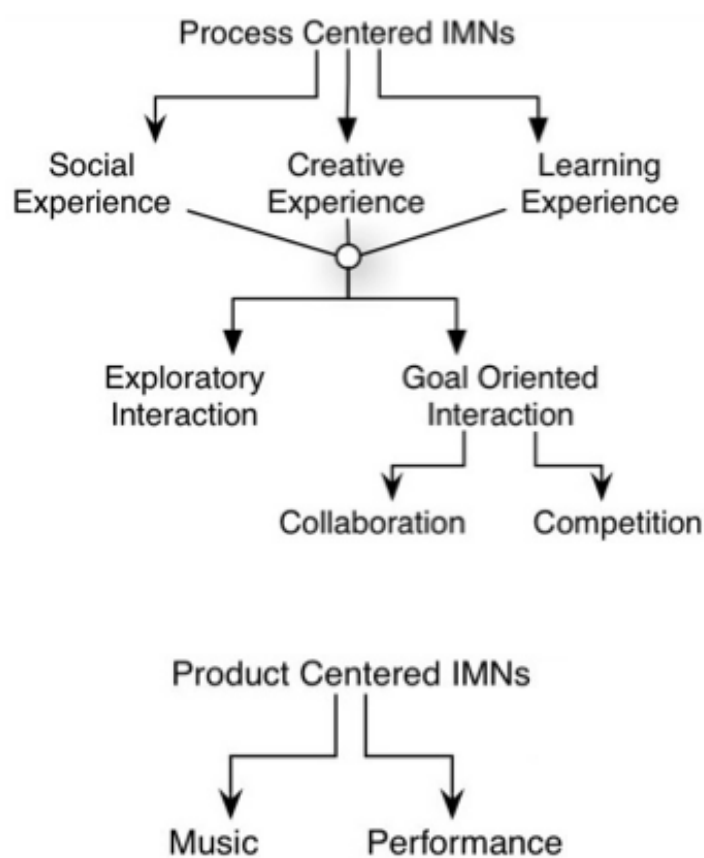 Process Centered IMNs
Social Experience
Creative Experience
Learning Experience
Exploratory Interaction
Goal Oriented Interaction
Collaboration
Competition
Product Centered IMNs
Music
Performance